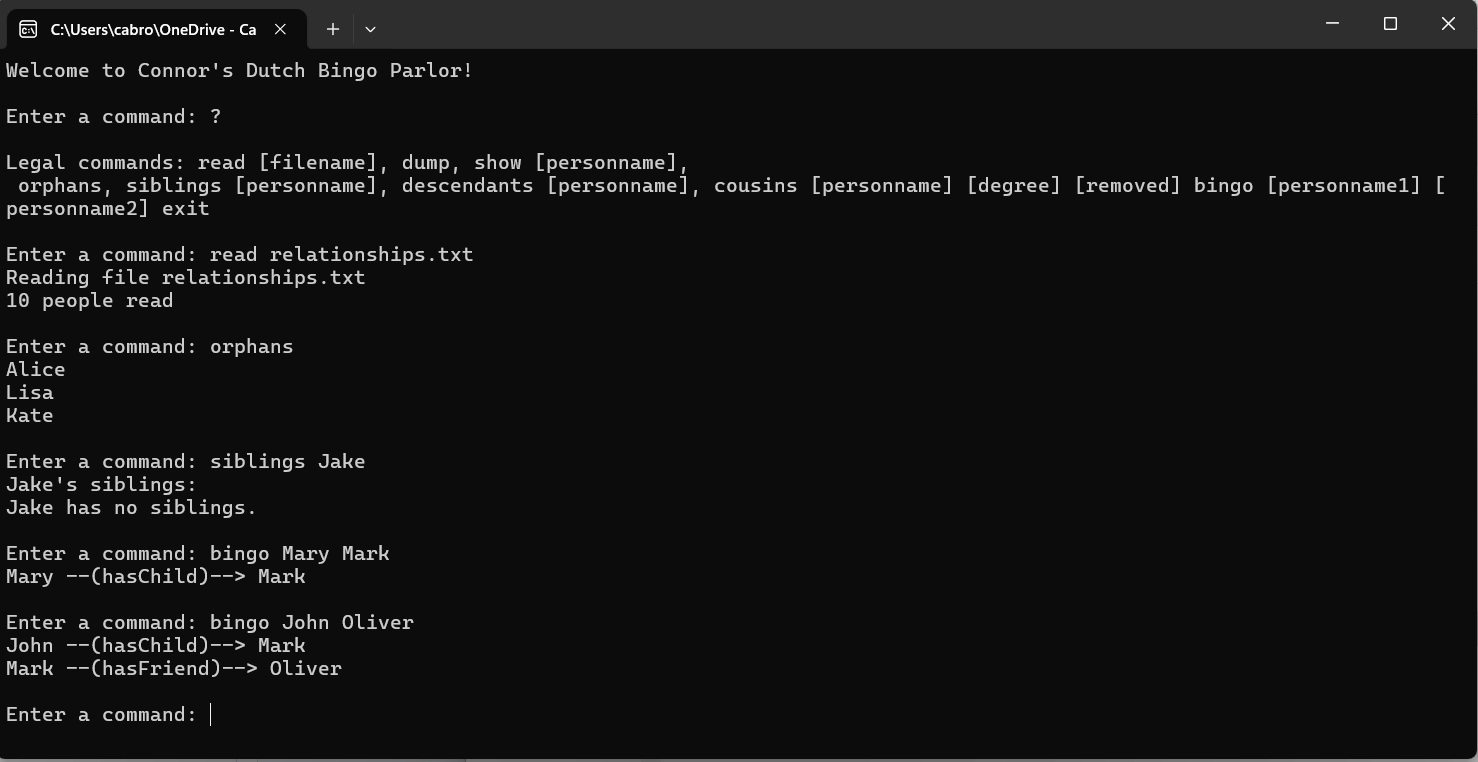 C:\Users\cabro\OneDrive - Ca
Welcome to Connor's Dutch Bingo Parlor!
Enter a command: ?
Legal commands: read [filename], dump, show [personname],
orphans, siblings [personname], descendants [personname], cousins [personname] [degree] [removed] bingo [personname1] [
personname2] exit
Enter a command: read relationships.txt
Reading file relationships.txt
10 people read
Enter a command: orphans
Alice
Lisa
Kate
Enter a command: siblings Jake
Jake's siblings:
Jake has no siblings.
Enter a command: bingo Mary Mark
Mary --(hasChild)--> Mark
Enter a command: bingo John Oliver
John --(hasChild)--> Mark
Mark --(hasFriend)--> Oliver
Enter a command: